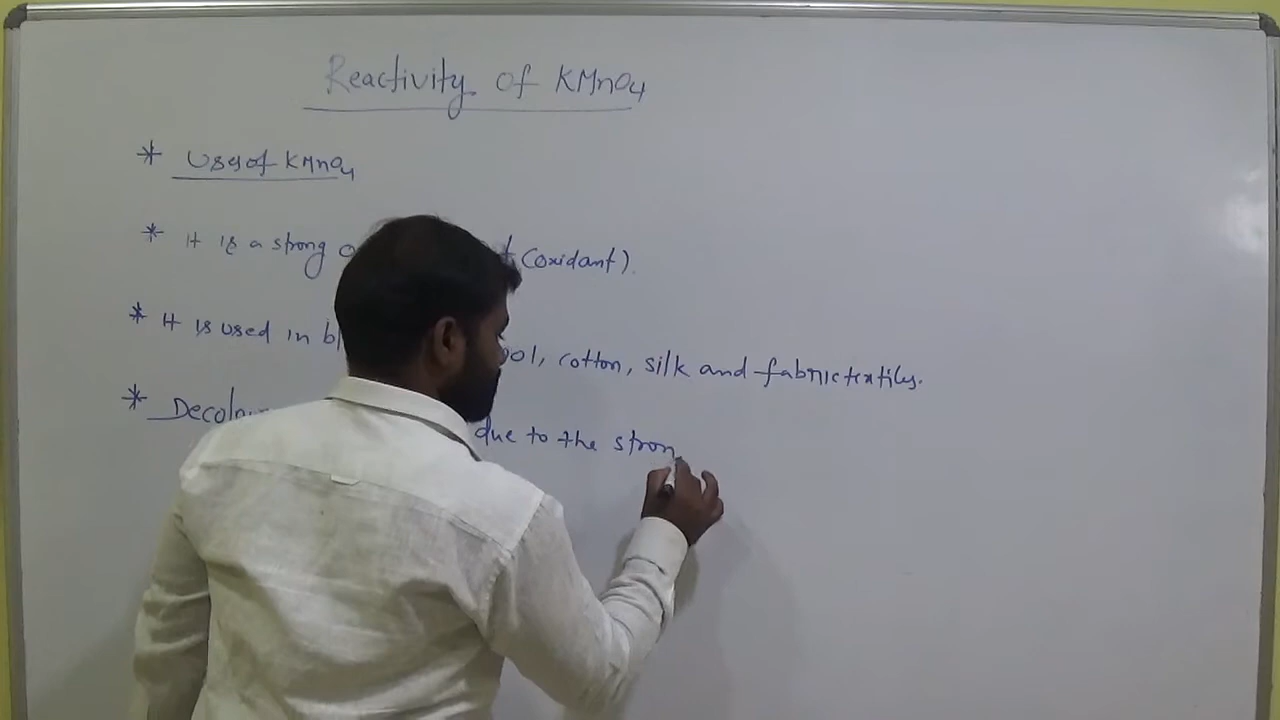 Reactivity of KMnO4
* Uses of KMnO4
* It is a strong (oxidant).
* It is used in bl ool, cotton, silk and fabric textiles.
* Decolou due to the stron